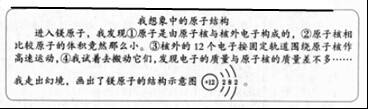 我想象中的原子结构
进入镁原子，我发现①原子是由原子核与核外电子构成的，②原子核相
比较原子的体积竟然那么小。③核外的12个电子按固定轨道围绕原子核作
高速运动，④我试着去搬动它们，发现电子的质量与原子核的质量差不多……
我走出幻境，画出了镁原子的结构示意图 +12 2 8 2 。